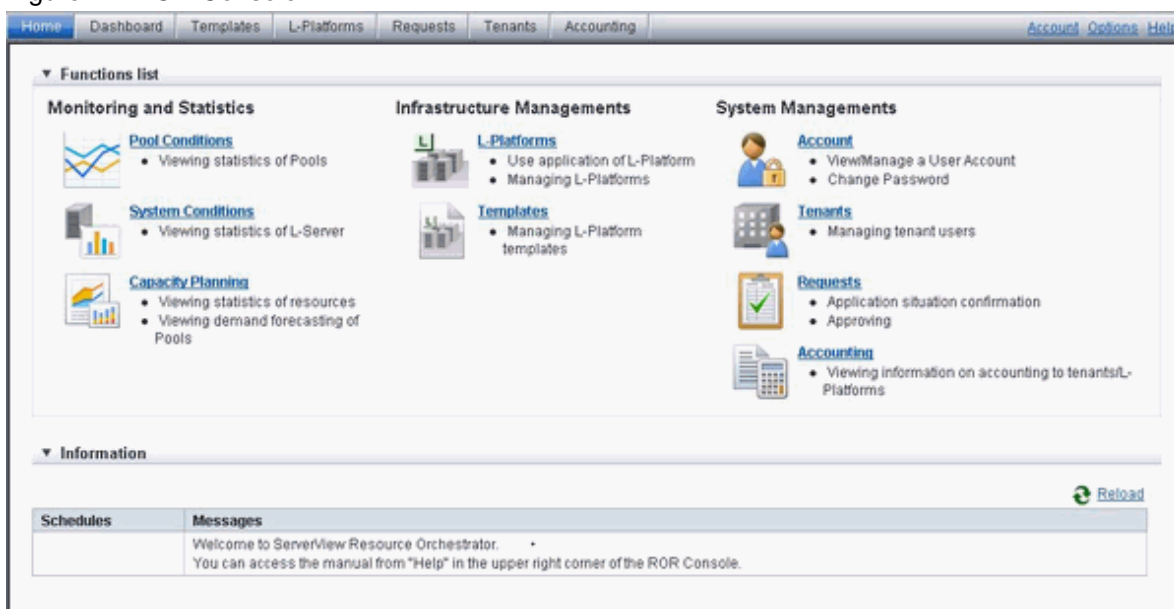 Home Dashboard Templates L-Platforms Requests Tenants Accounting Account Options Help
Functions list
Monitoring and Statistics
Pool Conditions
Viewing statistics of Pools
System Conditions
Viewing statistics of L-Server
Capacity Planning
Viewing statistics of resources
Viewing demand forecasting of
Pools
Infrastructure Managements
L-Platforms
Use application of L-Platform
Managing L-Platforms
Templates
Managing L-Platform
templates
System Managements
Account
View/Manage a User Account
Change Password
Tenants
Managing tenant users
Requests
Application situation confirmation
Approving
Accounting
Viewing information on accounting to tenants/L-
Platforms
Information
Reload
Schedules Messages
Welcome to ServerView Resource Orchestrator.
You can access the manual from "Help" in the upper right corner of the ROR Console.